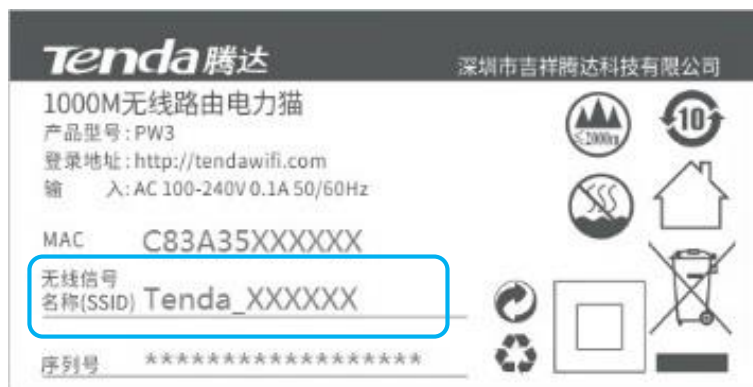 Tenda腾达
深圳市吉祥腾达科技有限公司
1000M无线路由电力猫
产品型号:PW3
登录地址:http://tendawifi.com
输 入:AC 100-240V 0.1A 50/60Hz
≤2000m
10
MAC C83A35XXXXXX
无线信号
名称(SSID) Tenda_XXXXXX
序列号 ******************